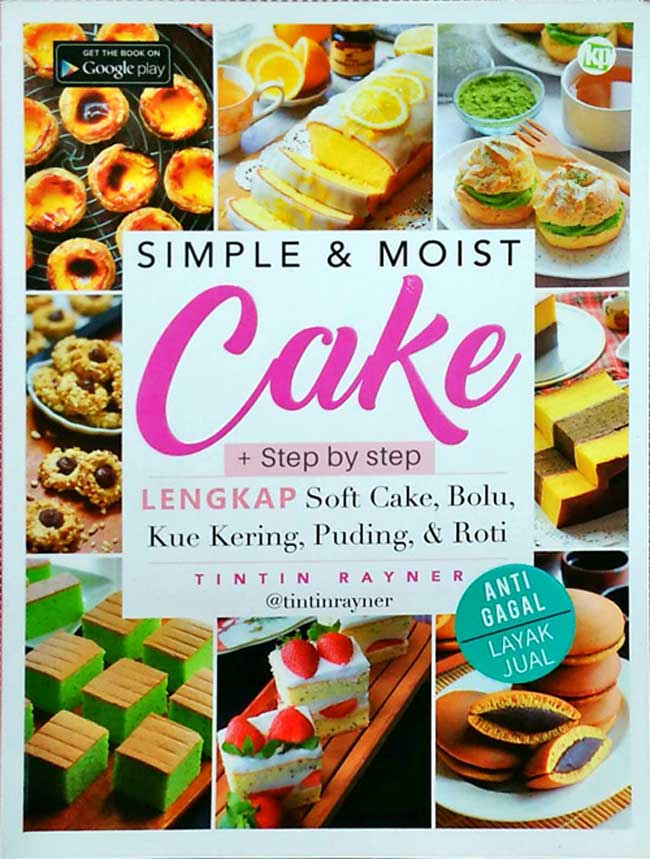 GET THE BOOK ON
Google play
KP
SIMPLE & MOIST
Cake
+ Step by step
LENGKAP Soft Cake, Bolu,
Kue Kering, Puding, & Roti
TINTIN RAYNER
@tintinrayner
ANTI
GAGAL
LAYAK
JUAL